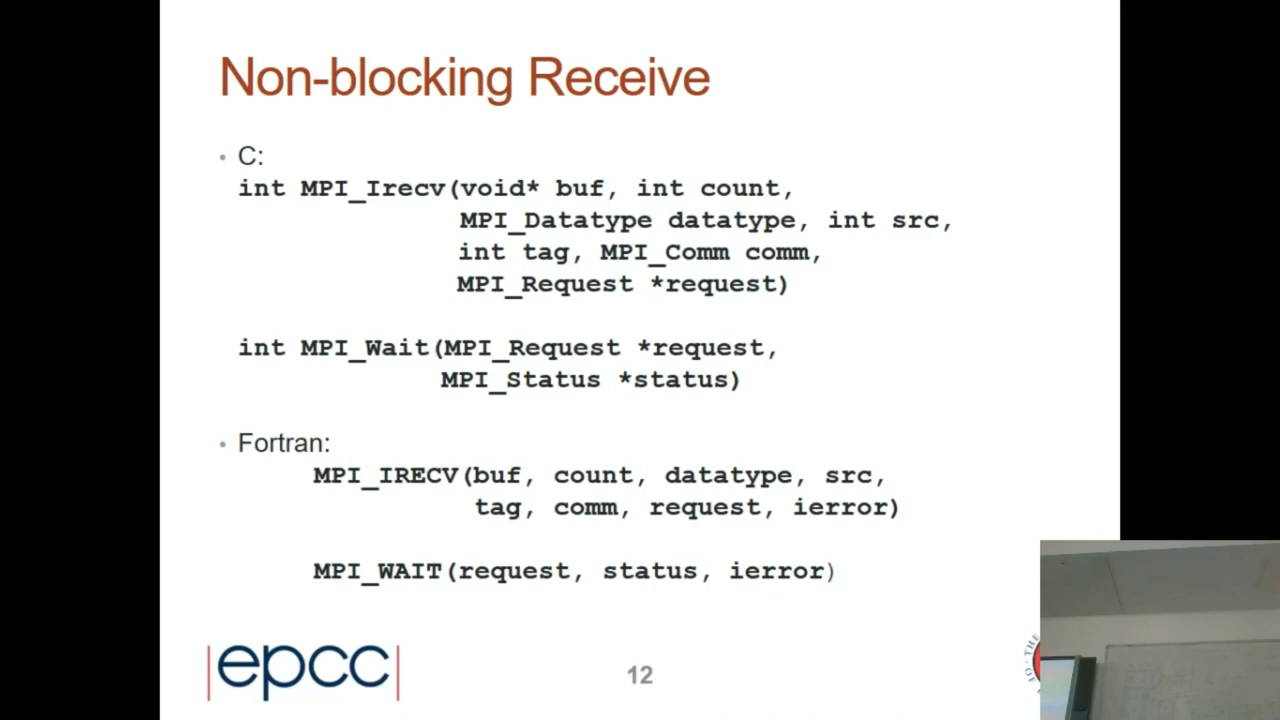 Non-blocking Receive
• C:
int MPI_Irecv(void* buf, int count,
MPI_Datatype datatype, int src,
int tag, MPI_Comm comm,
MPI_Request *request)
int MPI_Wait(MPI_Request *request,
MPI_Status *status)
• Fortran:
MPI_IRECV(buf, count, datatype, src,
tag, comm, request, ierror)
MPI_WAIT(request, status, ierror)
epcc
12